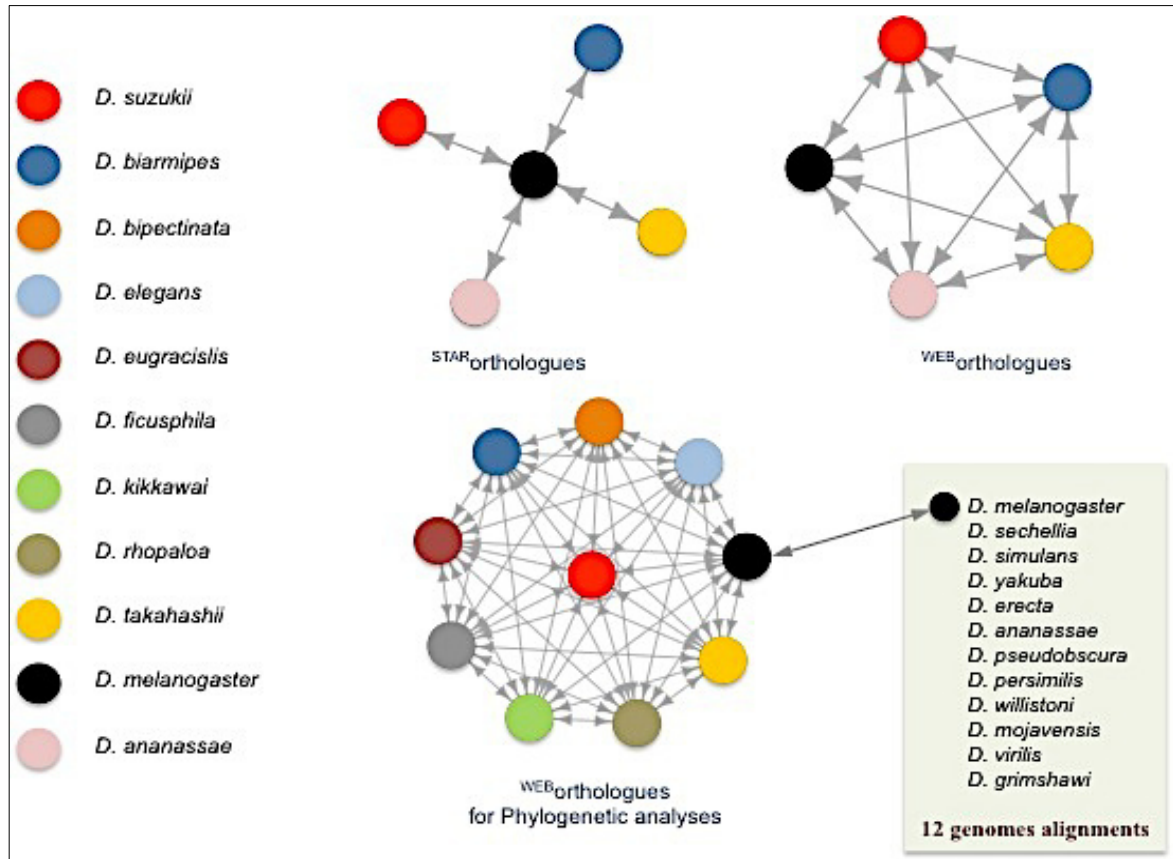 D. suzukii
D. biarmipes
D. bipectinata
D. elegans
D. eugracislis
D. ficusphila
D. kikkawai
D. rhopaloa
D. takahashii
D. melanogaster
D. ananassae
STARorthologues
WEBorthologues
WEBorthologues
for Phylogenetic analyses
D. melanogaster
D. sechellia
D. simulans
D. yakuba
D. erecta
D. ananassae
D. pseudobscura
D. persimilis
D. willistoni
D. mojavensis
D. virilis
D. grimshawi
12 genomes alignments